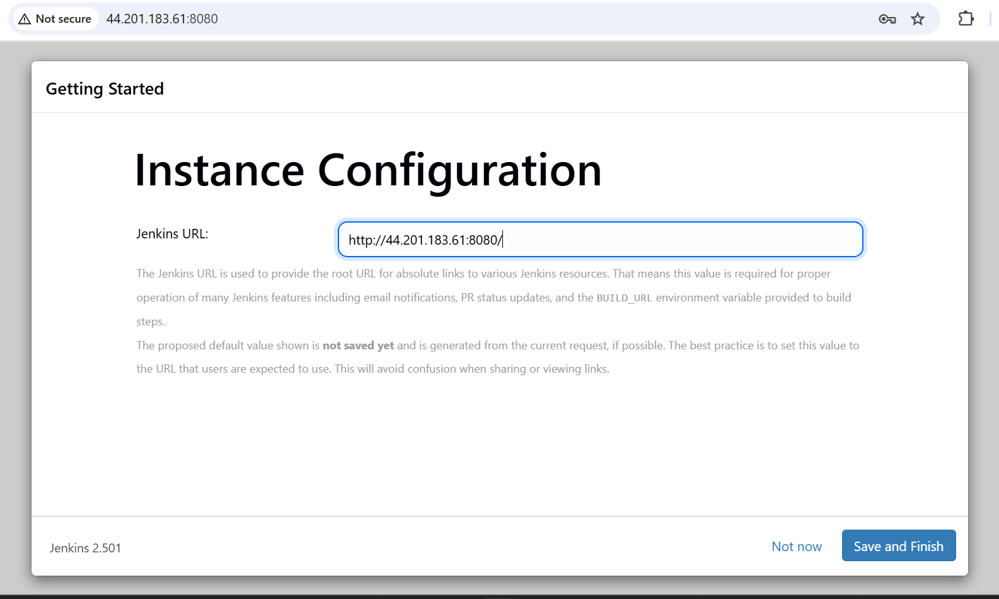 Not secure 44.201.183.61:8080
Getting Started
Instance Configuration
Jenkins URL:
http://44.201.183.61:8080/
The Jenkins URL is used to provide the root URL for absolute links to various Jenkins resources. That means this value is required for proper
operation of many Jenkins features including email notifications, PR status updates, and the BUILD_URL environment variable provided to build
steps.
The proposed default value shown is not saved yet and is generated from the current request, if possible. The best practice is to set this value to
the URL that users are expected to use. This will avoid confusion when sharing or viewing links.
Jenkins 2.501
Not now
Save and Finish